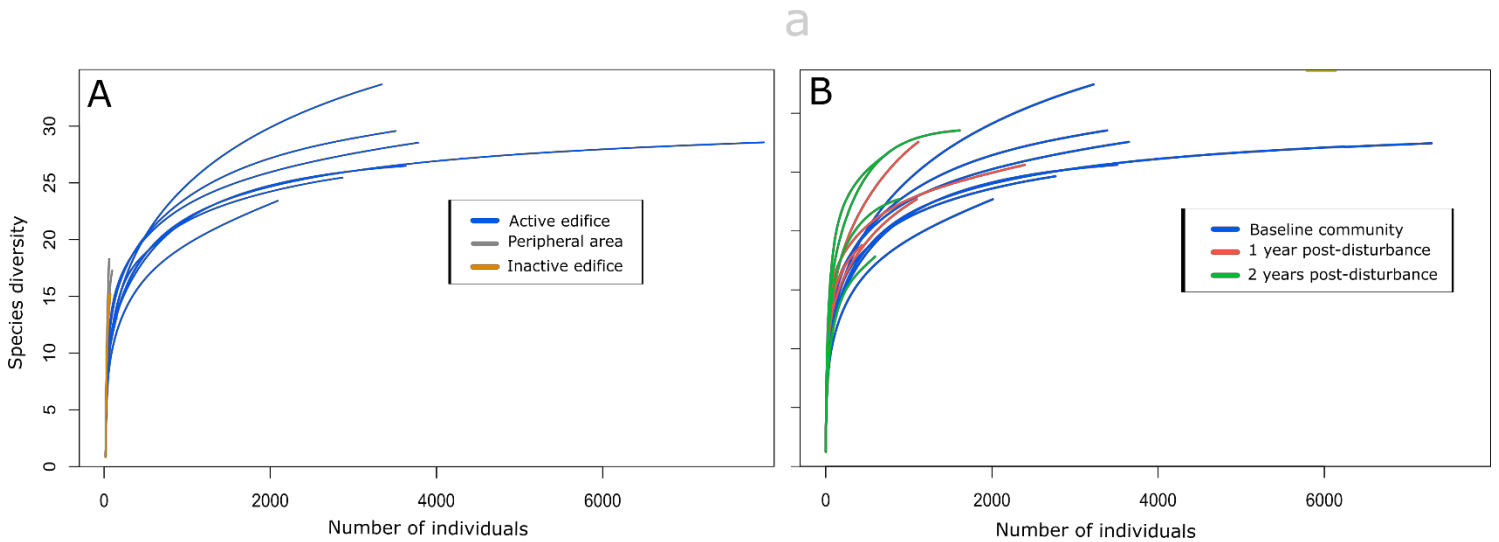 a
A
B
Species diversity
0
5
10
15
20
25
30
Active edifice
Peripheral area
Inactive edifice
0 2000 4000 6000
Number of individuals
Baseline community
1 year post-disturbance
2 years post-disturbance
0 2000 4000 6000
Number of individuals